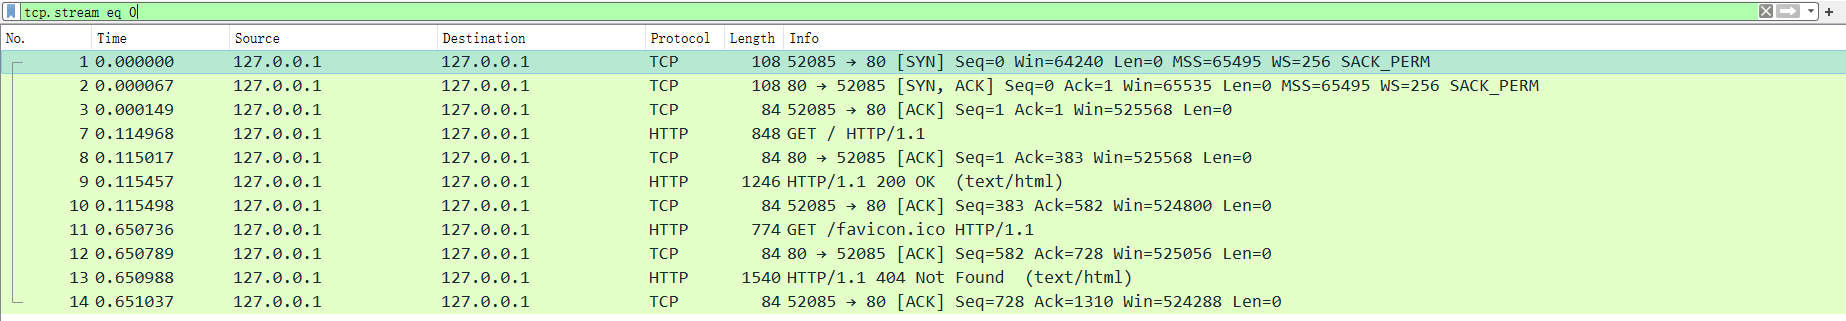 tcp.stream eq 0
No. Time Source Destination Protocol Length Info
1 0.000000 127.0.0.1 127.0.0.1 TCP 108 52085 → 80 [SYN] Seq=0 Win=64240 Len=0 MSS=65495 WS=256 SACK_PERM
2 0.000067 127.0.0.1 127.0.0.1 TCP 108 80 → 52085 [SYN, ACK] Seq=0 Ack=1 Win=65535 Len=0 MSS=65495 WS=256 SACK_PERM
3 0.000149 127.0.0.1 127.0.0.1 TCP 84 52085 → 80 [ACK] Seq=1 Ack=1 Win=525568 Len=0
7 0.114968 127.0.0.1 127.0.0.1 HTTP 848 GET / HTTP/1.1
8 0.115017 127.0.0.1 127.0.0.1 TCP 84 80 → 52085 [ACK] Seq=1 Ack=383 Win=525568 Len=0
9 0.115457 127.0.0.1 127.0.0.1 HTTP 1246 HTTP/1.1 200 OK (text/html)
10 0.115498 127.0.0.1 127.0.0.1 TCP 84 52085 → 80 [ACK] Seq=383 Ack=582 Win=524800 Len=0
11 0.650736 127.0.0.1 127.0.0.1 HTTP 774 GET /favicon.ico HTTP/1.1
12 0.650789 127.0.0.1 127.0.0.1 TCP 84 80 → 52085 [ACK] Seq=582 Ack=728 Win=525056 Len=0
13 0.650988 127.0.0.1 127.0.0.1 HTTP 1540 HTTP/1.1 404 Not Found (text/html)
14 0.651037 127.0.0.1 127.0.0.1 TCP 84 52085 → 80 [ACK] Seq=728 Ack=1310 Win=524288 Len=0